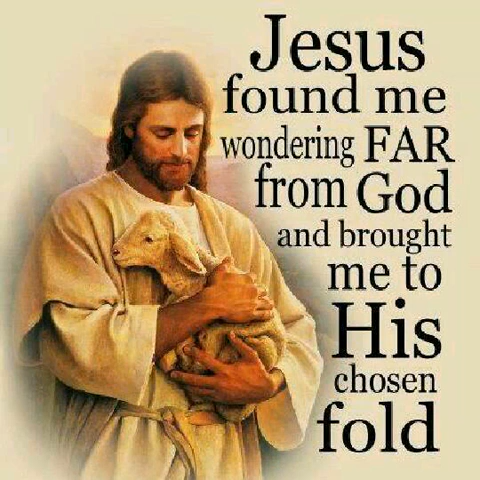 Jesus
found me
wondering FAR
from God
and brought
me to
His
chosen
fold